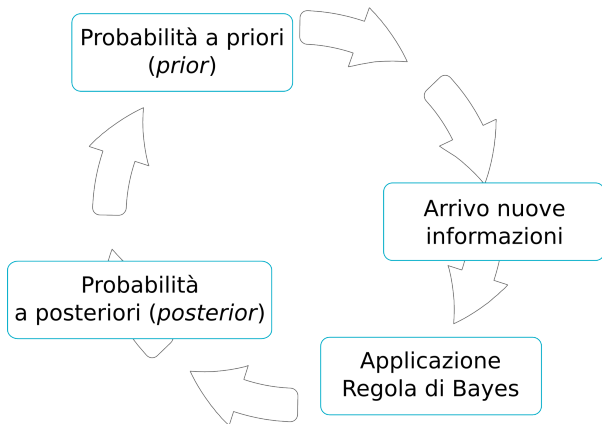 Probabilità a priori
(prior)
Arrivo nuove
informazioni
Probabilità
a posteriori (posterior)
Applicazione
Regola di Bayes